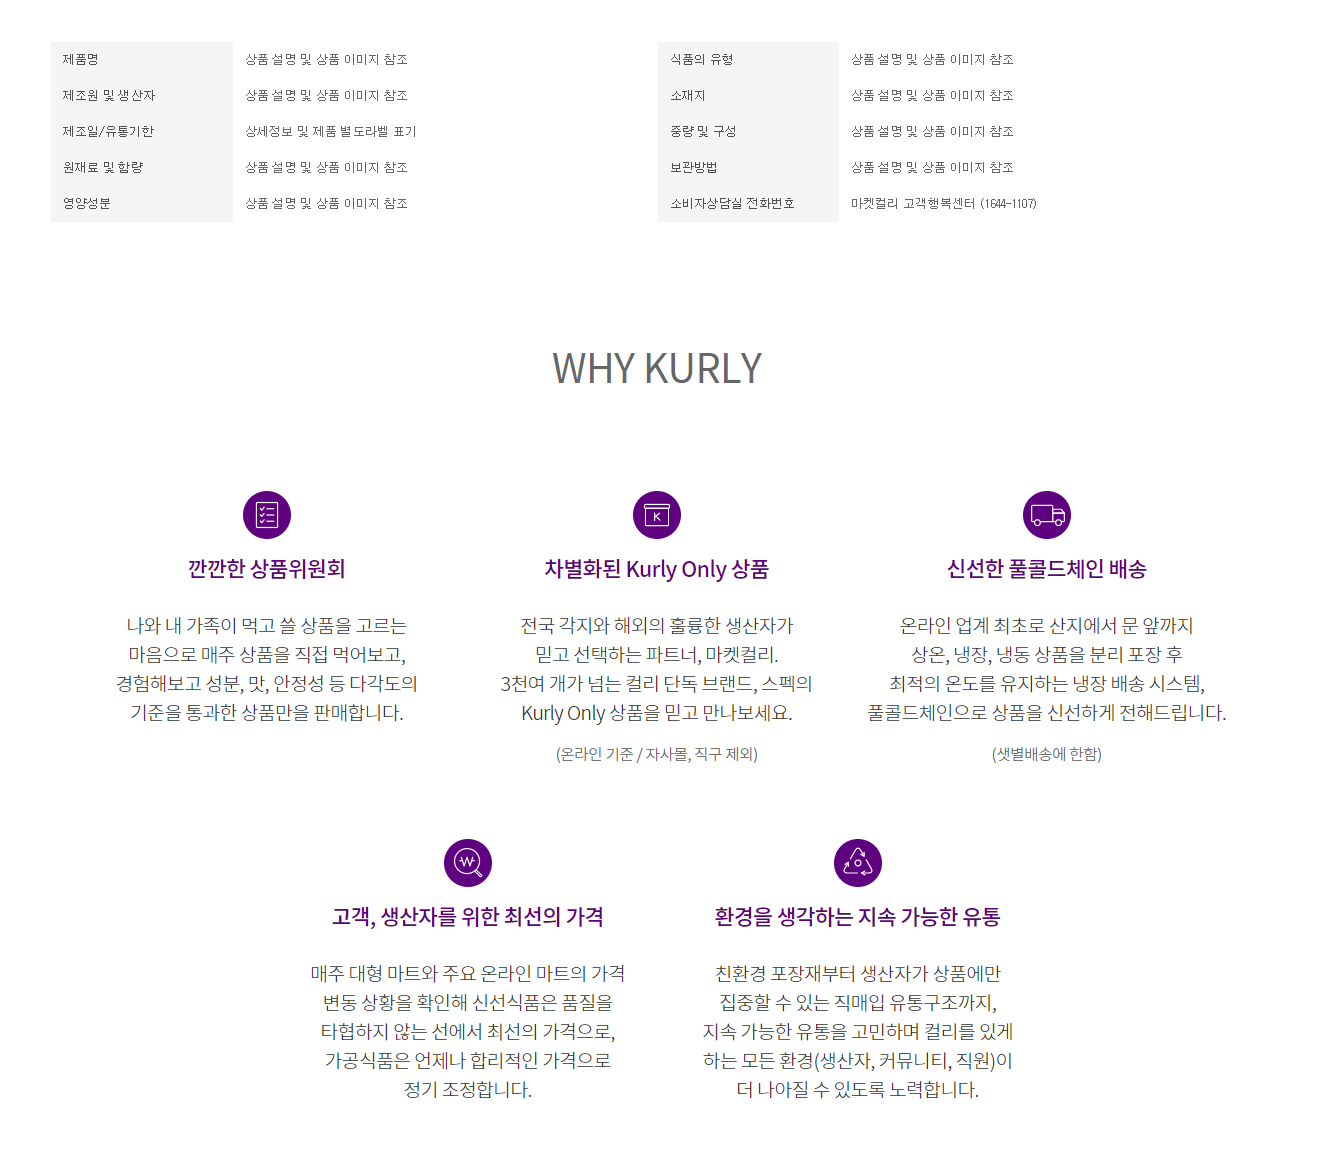 제품명 상품 설명 및 상품 이미지 참조 식품의 유형 상품 설명 및 상품 이미지 참조
제조원 및 생산자 상품 설명 및 상품 이미지 참조 소재지 상품 설명 및 상품 이미지 참조
제조일/유통기한 상세정보 및 제품 별도라벨 표기 중량 및 구성 상품 설명 및 상품 이미지 참조
원재료 및 함량 상품 설명 및 상품 이미지 참조 보관방법 상품 설명 및 상품 이미지 참조
영양성분 상품 설명 및 상품 이미지 참조 소비자상담실 전화번호 마켓컬리 고객행복센터 (1644-1107)
WHY KURLY
K
깐깐한 상품위원회
나와 내 가족이 먹고 쓸 상품을 고르는
마음으로 매주 상품을 직접 먹어보고,
경험해보고 성분, 맛, 안정성 등 다각도의
기준을 통과한 상품만을 판매합니다.
차별화된 Kurly Only 상품
전국 각지와 해외의 훌륭한 생산자가
믿고 선택하는 파트너, 마켓컬리.
3천여 개가 넘는 컬리 단독 브랜드, 스펙의
Kurly Only 상품을 믿고 만나보세요.
(온라인 기준 / 자사몰, 직구 제외)
신선한 풀콜드체인 배송
온라인 업계 최초로 산지에서 문 앞까지
상온, 냉장, 냉동 상품을 분리 포장 후
최적의 온도를 유지하는 냉장 배송 시스템,
풀콜드체인으로 상품을 신선하게 전해드립니다.
(샛별배송에 한함)
₩
고객, 생산자를 위한 최선의 가격
매주 대형 마트와 주요 온라인 마트의 가격
변동 상황을 확인해 신선식품은 품질을
타협하지 않는 선에서 최선의 가격으로,
가공식품은 언제나 합리적인 가격으로
정기 조정합니다.
환경을 생각하는 지속 가능한 유통
친환경 포장재부터 생산자가 상품에만
집중할 수 있는 직매입 유통구조까지,
지속 가능한 유통을 고민하며 컬리를 있게
하는 모든 환경(생산자, 커뮤니티, 직원)이
더 나아질 수 있도록 노력합니다.